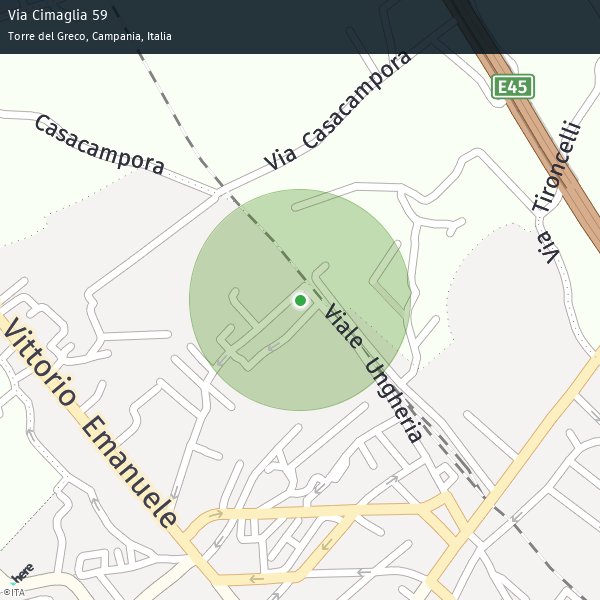 Via Cimaglia 59
Torre del Greco, Campania, Italia
E45
Via Casacampora
Casacampora
Via Tironcelli
Viale Ungheria
Vittorio Emanuele
here
©ITA